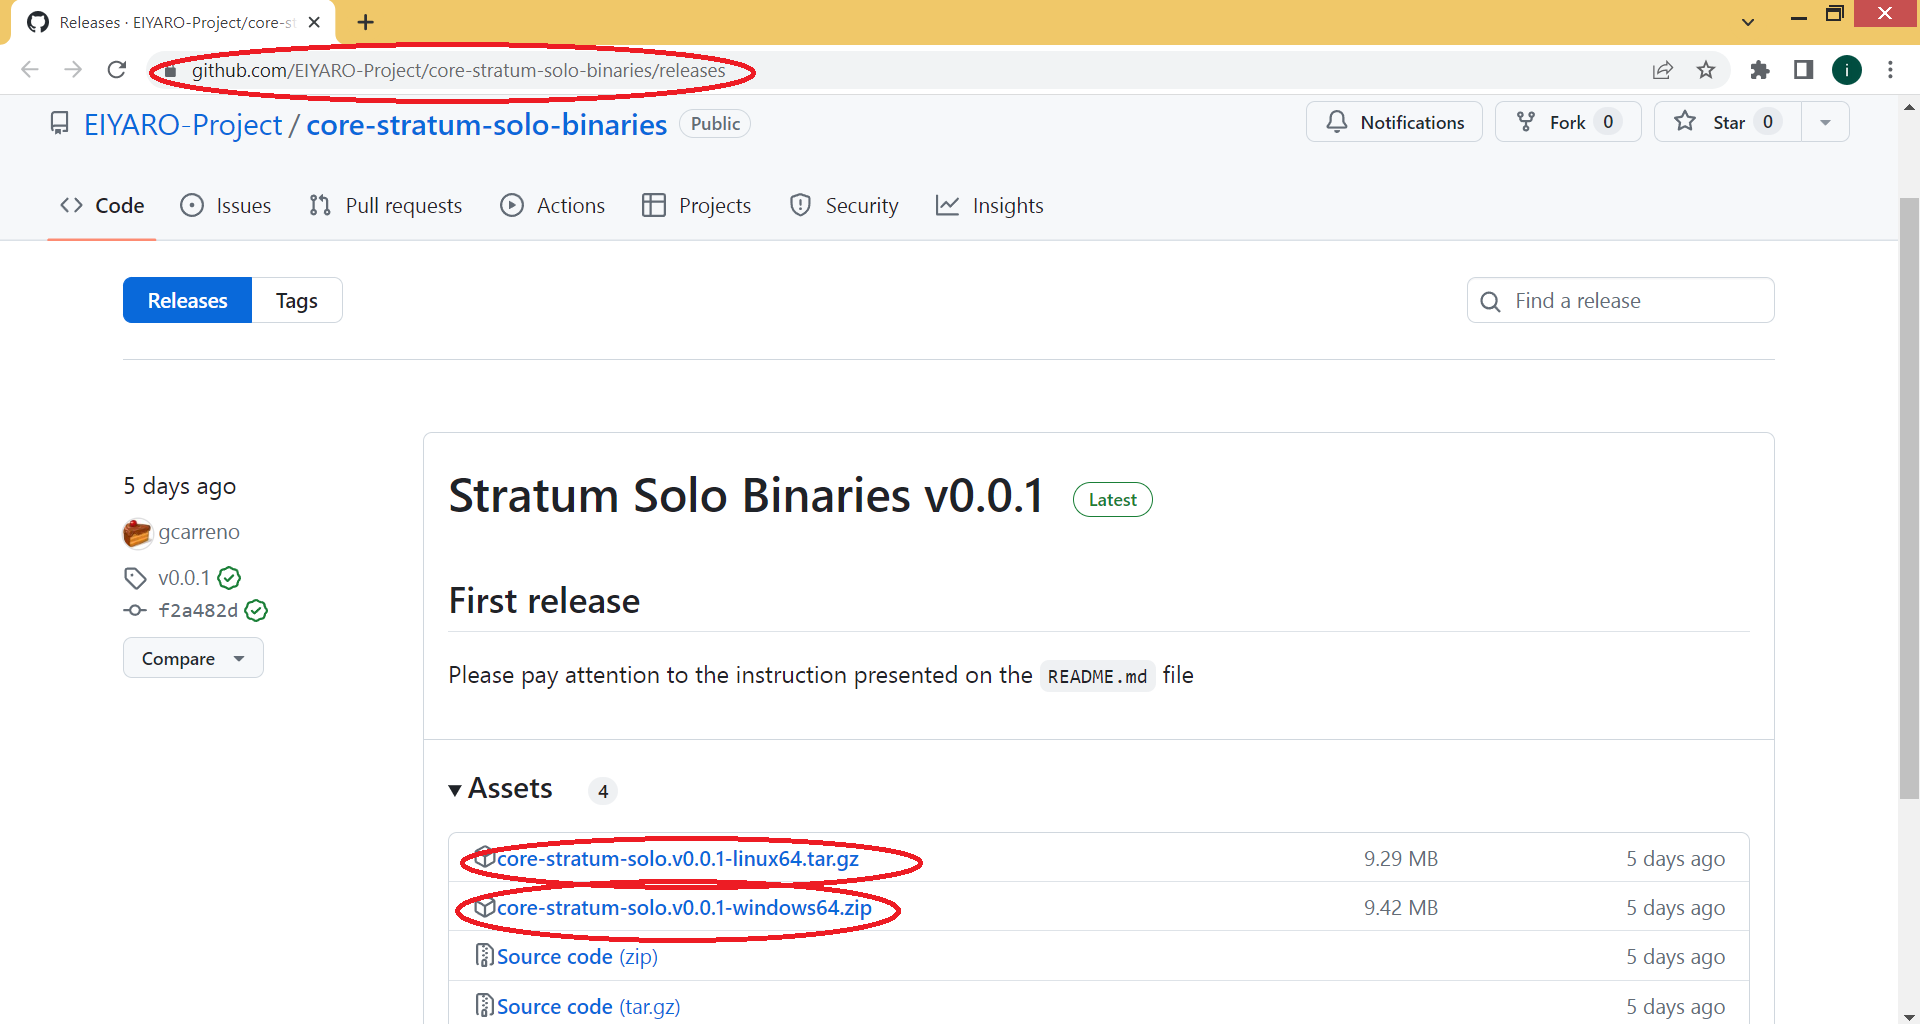 Releases · EIYARO-Project/core-st
github.com/EIYARO-Project/core-stratum-solo-binaries/releases
i
EIYARO-Project / core-stratum-solo-binaries Public
Notifications Fork 0 Star 0
Code Issues Pull requests Actions Projects Security Insights
Releases Tags
Find a release
5 days ago
gcarreno
v0.0.1
f2a482d
Compare
Stratum Solo Binaries v0.0.1 Latest
First release
Please pay attention to the instruction presented on the README.md file
Assets 4
core-stratum-solo.v0.0.1-linux64.tar.gz 9.29 MB 5 days ago
core-stratum-solo.v0.0.1-windows64.zip 9.42 MB 5 days ago
Source code (zip) 5 days ago
Source code (tar.gz) 5 days ago